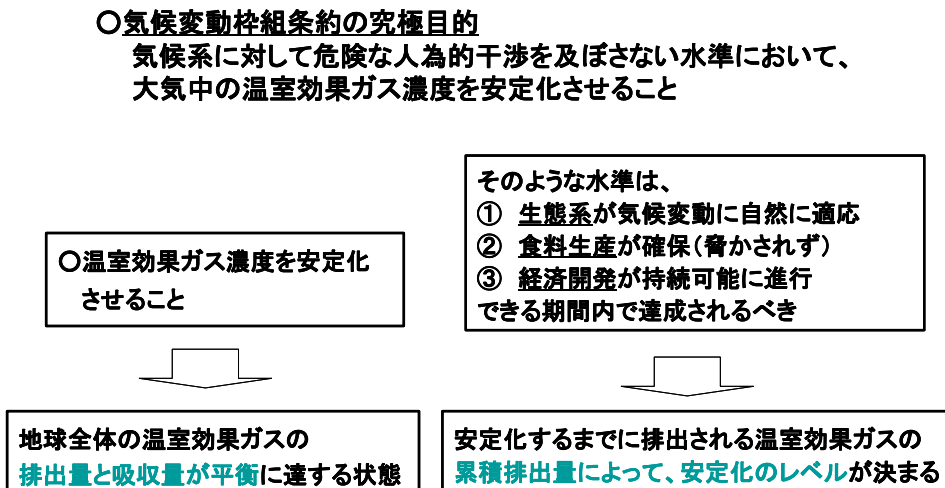 〇気候変動枠組条約の究極目的
気候系に対して危険な人為的干渉を及ぼさない水準において、
大気中の温室効果ガス濃度を安定化させること
〇温室効果ガス濃度を安定化
させること
そのような水準は、
① 生態系が気候変動に自然に適応
② 食料生産が確保(脅かされず)
③ 経済開発が持続可能に進行
できる期間内で達成されるべき
地球全体の温室効果ガスの
排出量と吸収量が平衡に達する状態
安定化するまでに排出される温室効果ガスの
累積排出量によって、安定化のレベルが決まる